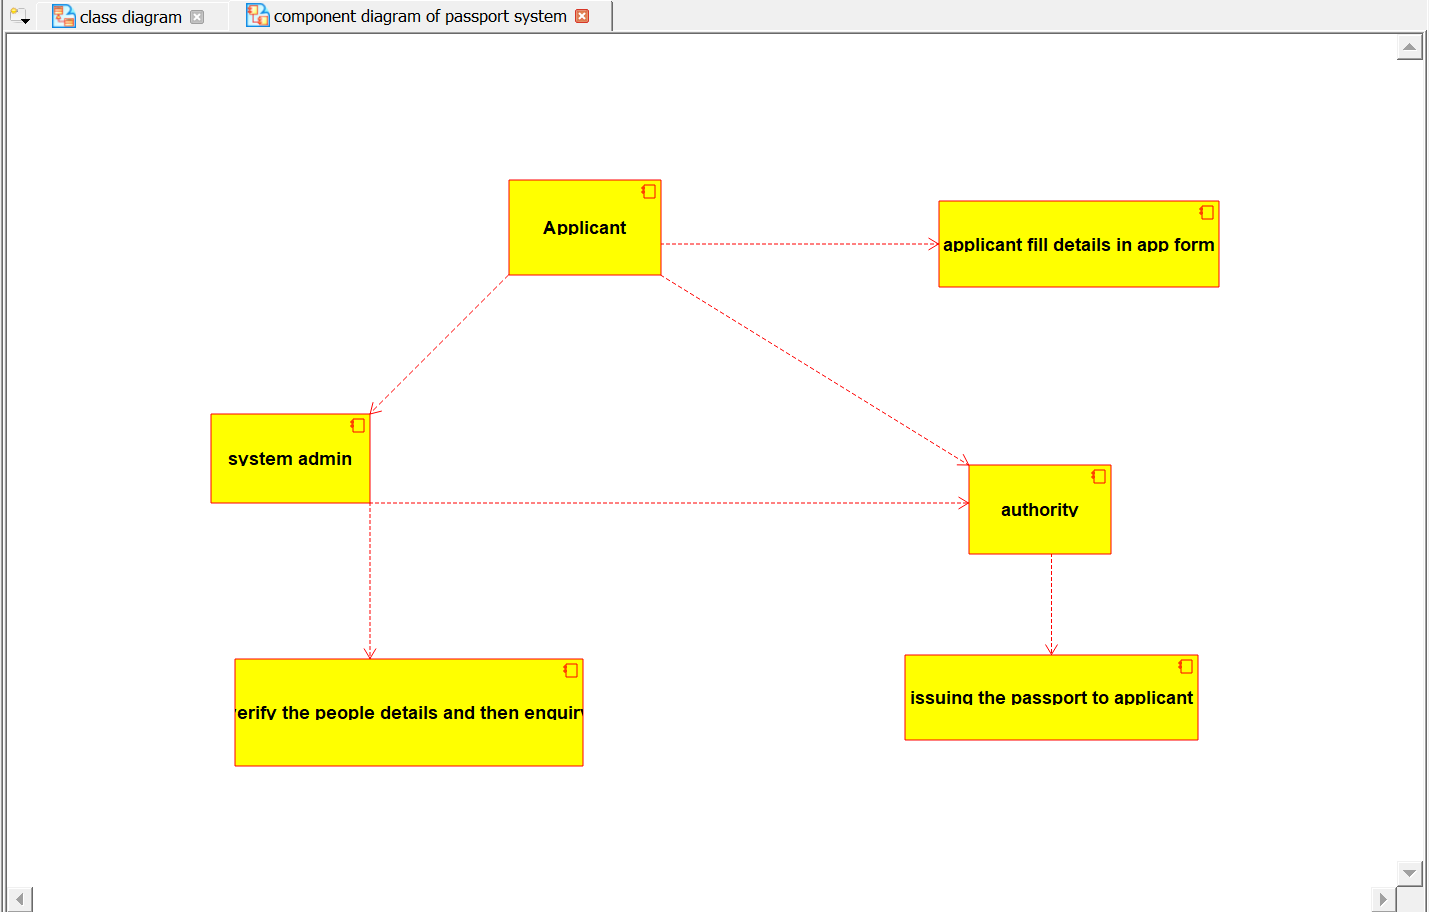 class diagram
component diagram of passport system
Applicant
applicant fill details in app form
system admin
authority
erify the people details and then enquiry
issuing the passport to applicant